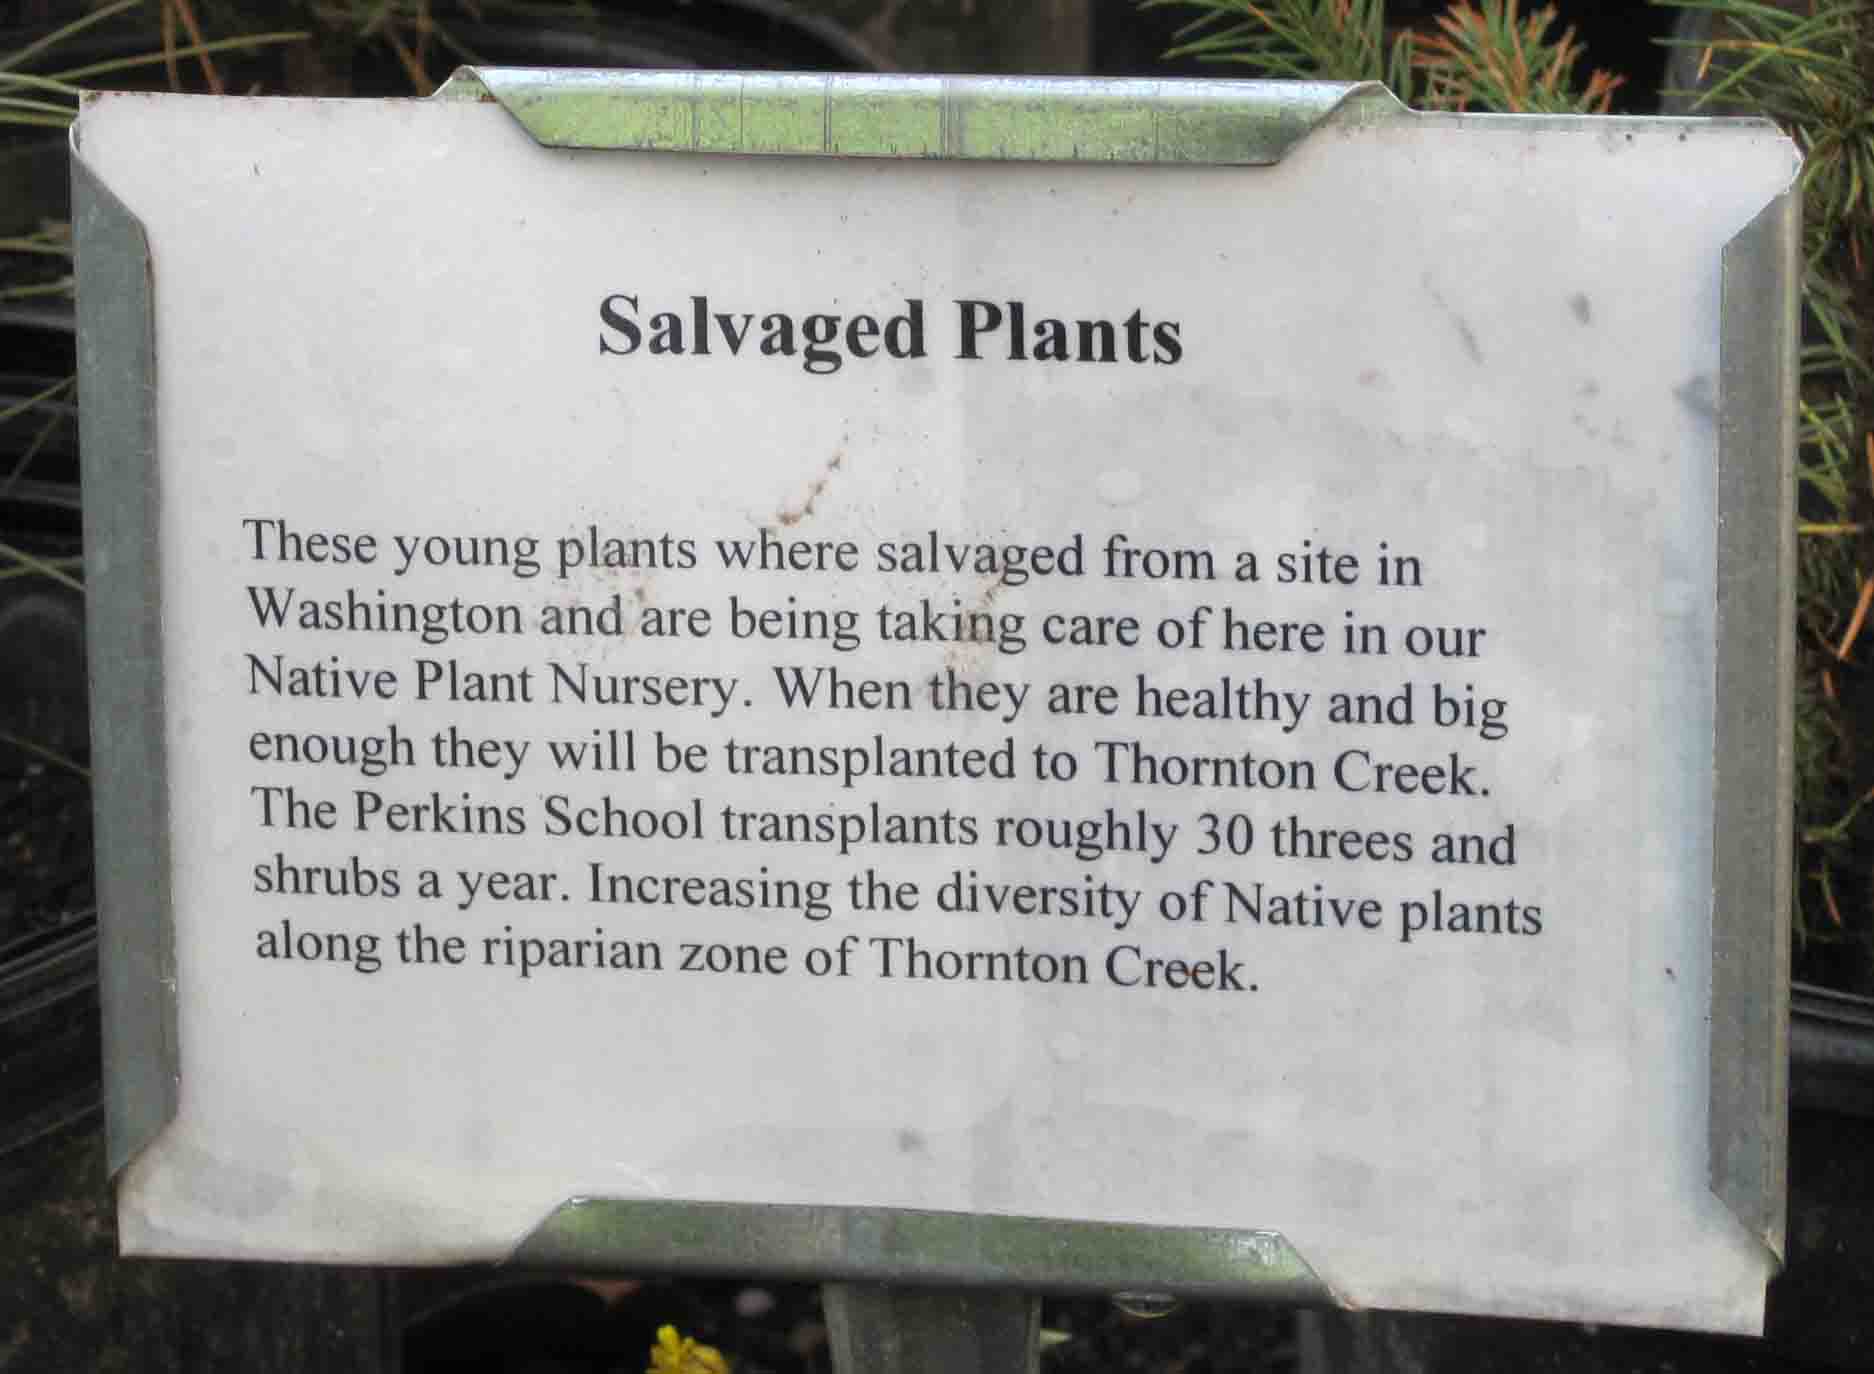 Salvaged Plants
These young plants where salvaged from a site in
Washington and are being taking care of here in our
Native Plant Nursery. When they are healthy and big
enough they will be transplanted to Thornton Creek.
The Perkins School transplants roughly 30 threes and
shrubs a year. Increasing the diversity of Native plants
along the riparian zone of Thornton Creek.